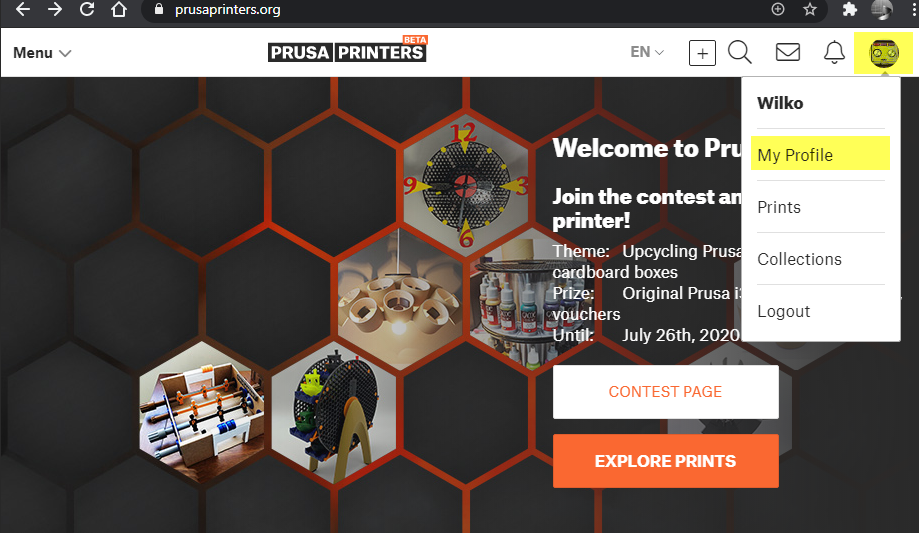 prusaprinters.org
Menu
PRUSA PRINTERS
BETA
EN
Wilko
My Profile
Prints
Collections
Logout
12
9
3
6
Welcome to Pru
Join the contest an
printer!
Theme: Upcycling Prusa
cardboard boxes
Prize: Original Prusa
vouchers
Until: July 26th, 2020
CONTEST PAGE
EXPLORE PRINTS